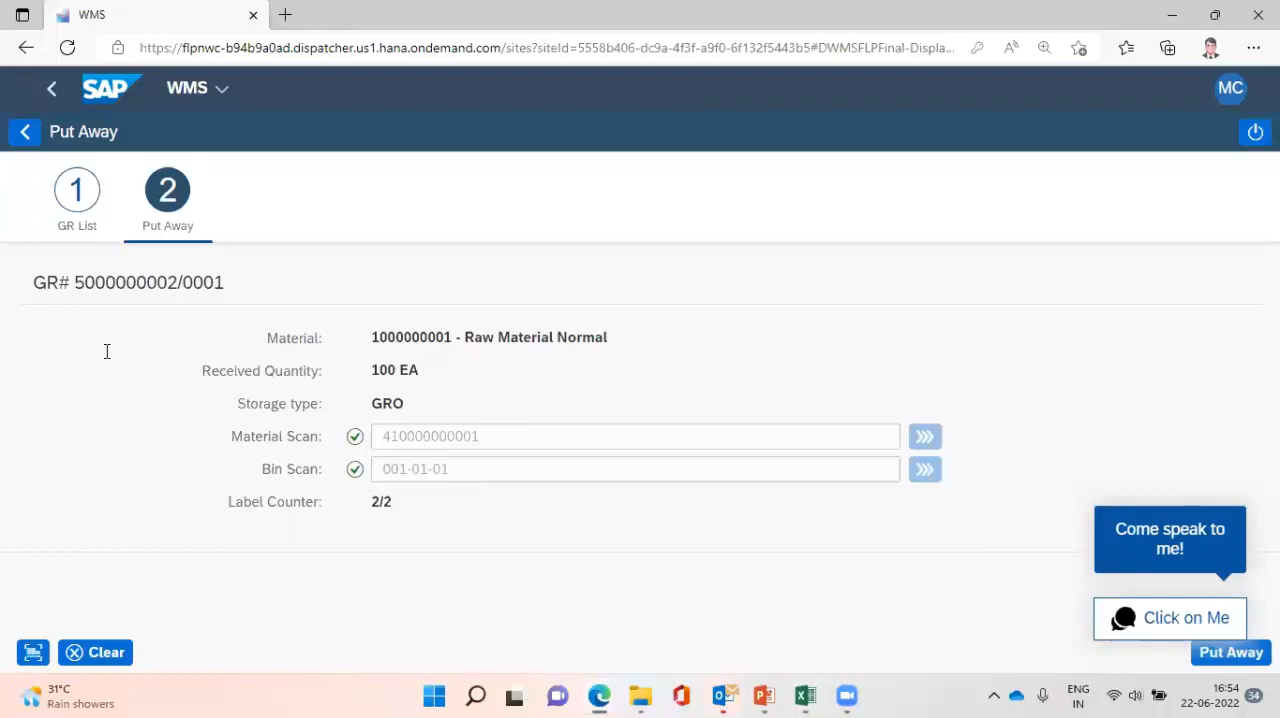 WMS
https://flpnwc-b94b9a0ad.dispatcher.us1.hana.ondemand.com/sites?siteId=5558b406-dc9a-4f3f-a9f0-6f132f5443b5#DWMSFLPFinal-Displa...
SAP WMS MC
Put Away
1 2
GR List Put Away
GR# 5000000002/0001
Material: 1000000001 - Raw Material Normal
Received Quantity: 100 EA
Storage type: GRO
Material Scan: 410000000001
Bin Scan: 001-01-01
Label Counter: 2/2
Come speak to
me!
Click on Me
Clear Put Away
31°C
Rain showers
ENG
IN
16:54
22-06-2022
34